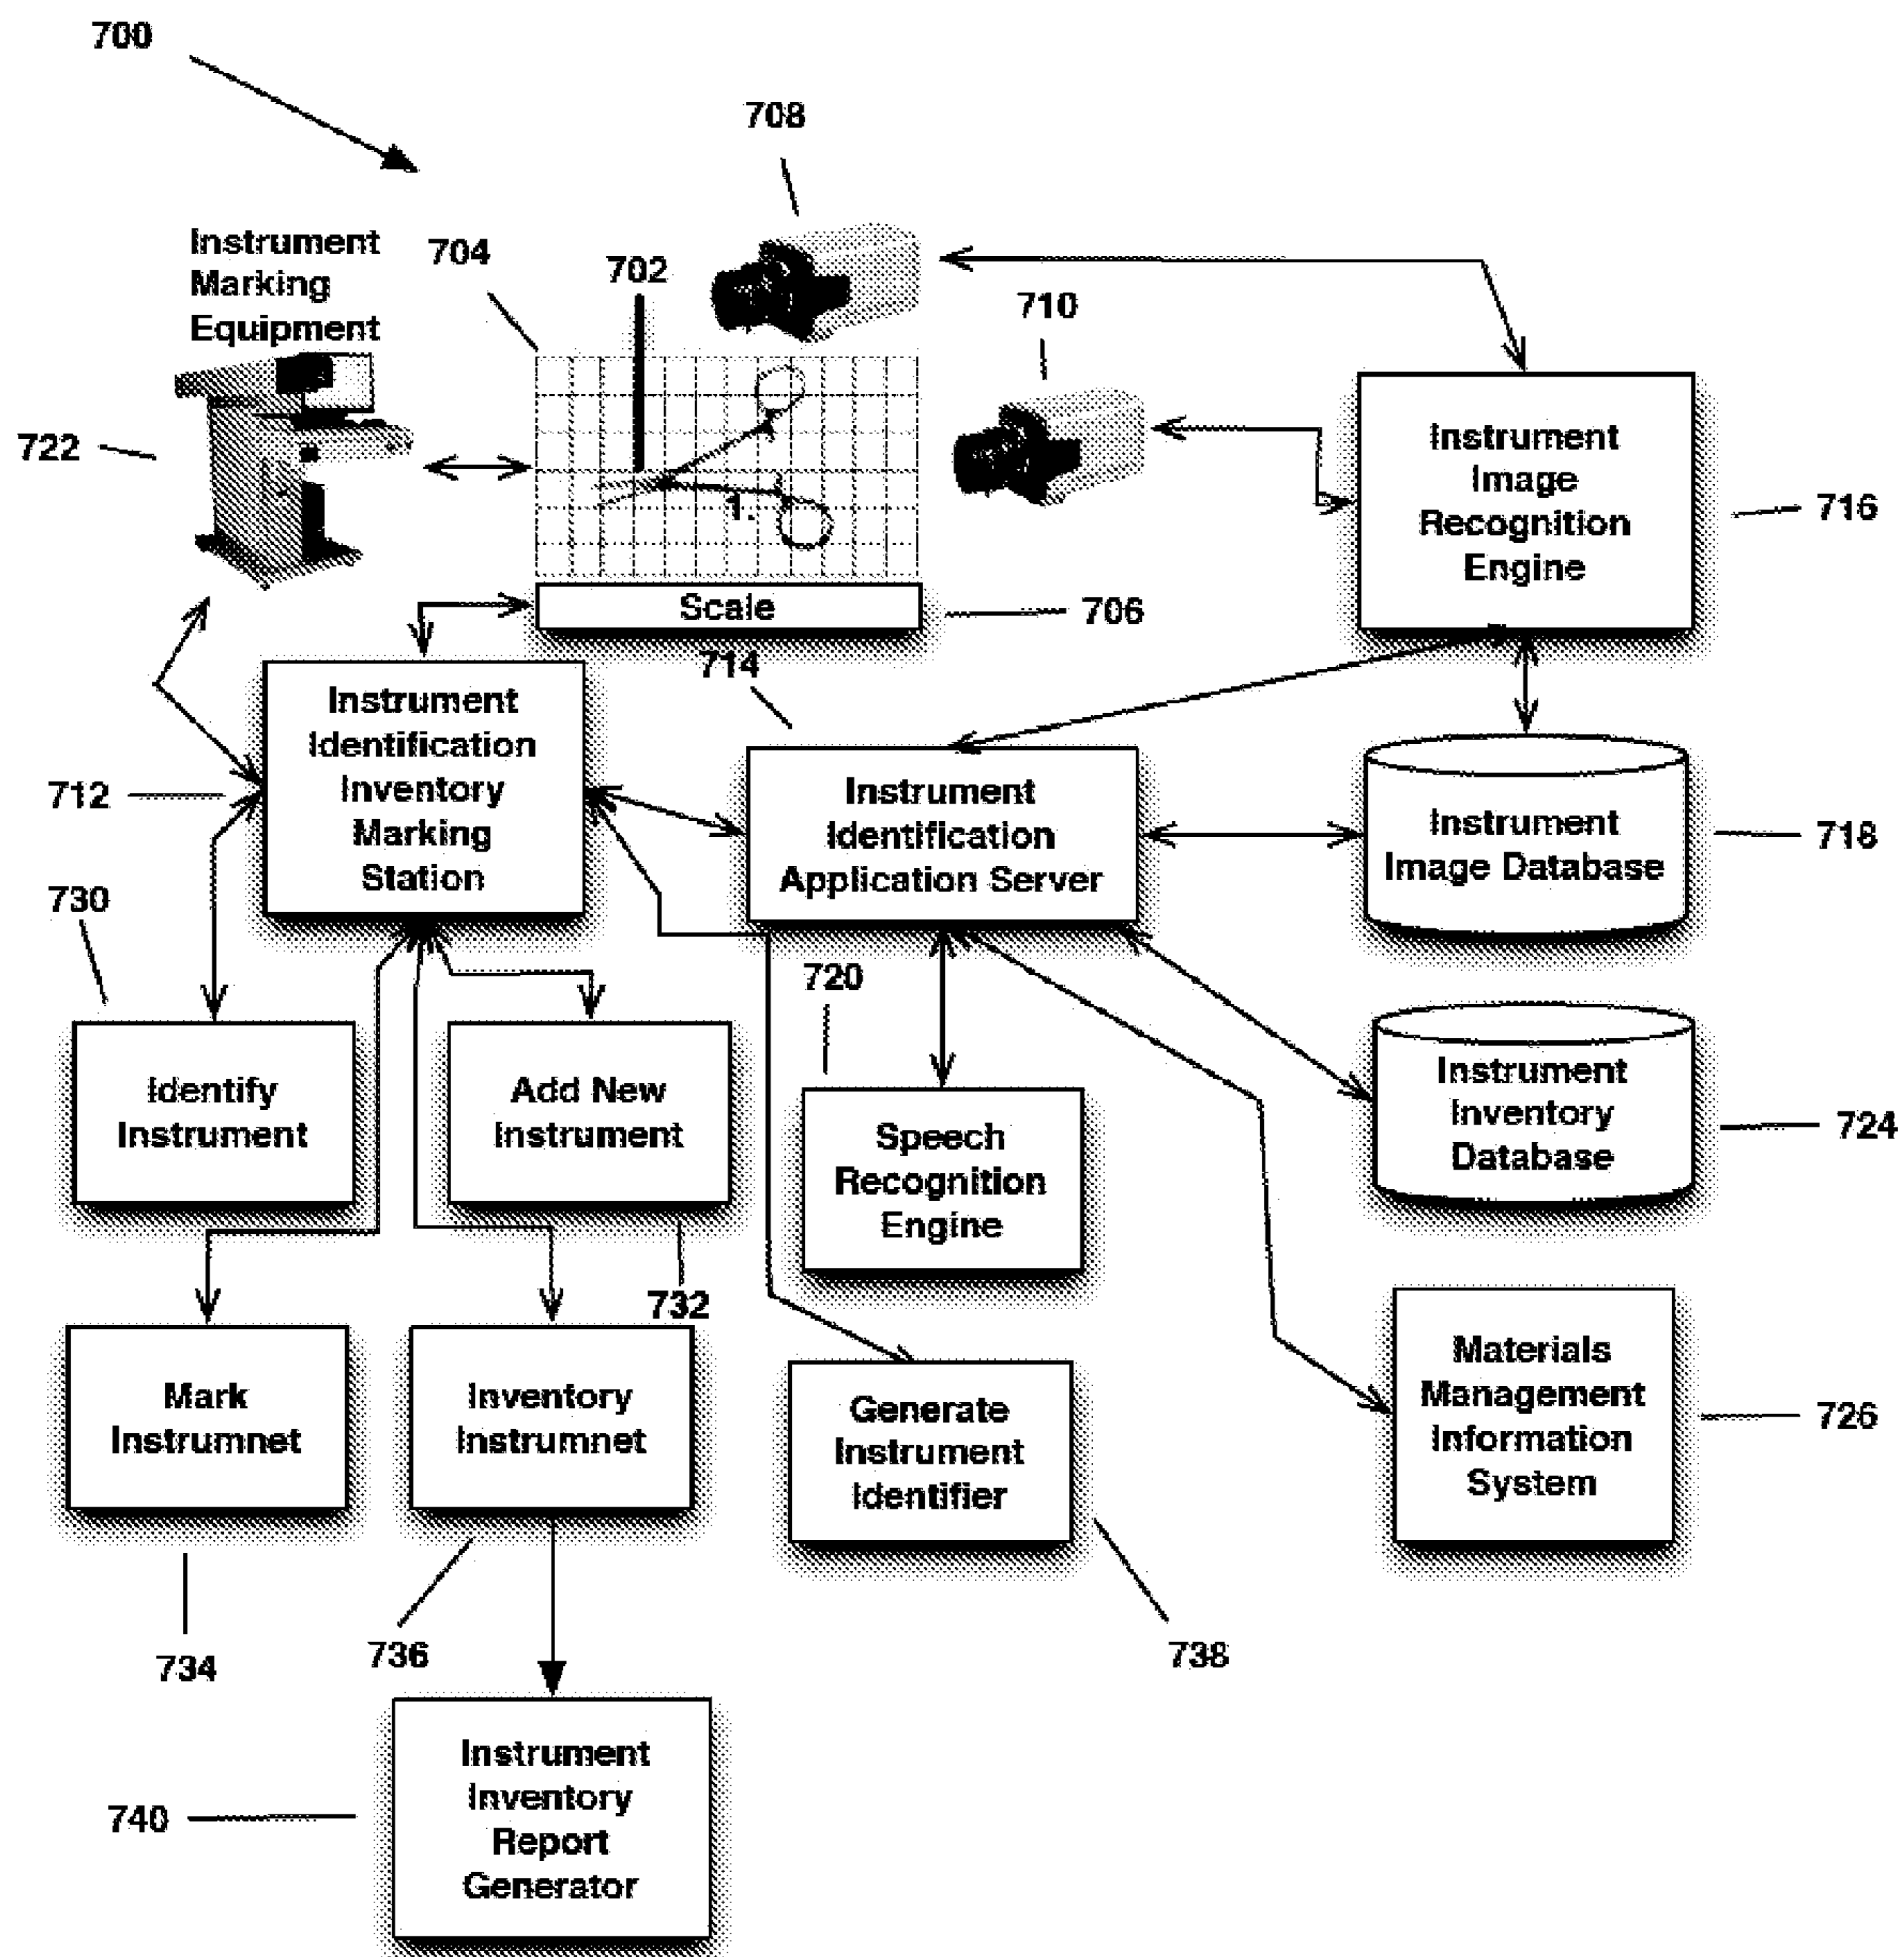 700
708
Instrument
Marking
Equipment
704
702
710
722
1.
Instrument
Image
Recognition
Engine
716
Scale
706
714
Instrument
Identification
Inventory
Marking
Station
712
Instrument
Identification
Application Server
Instrument
Image Database
718
730
720
Identify
Instrument
Add New
Instrument
732
Speech
Recognition
Engine
Instrument
Inventory
Database
724
Mark
Instrumnet
734
Inventory
Instrumnet
736
Generate
Instrument
Identifier
738
Materials
Management
Information
System
726
Instrument
Inventory
Report
Generator
740